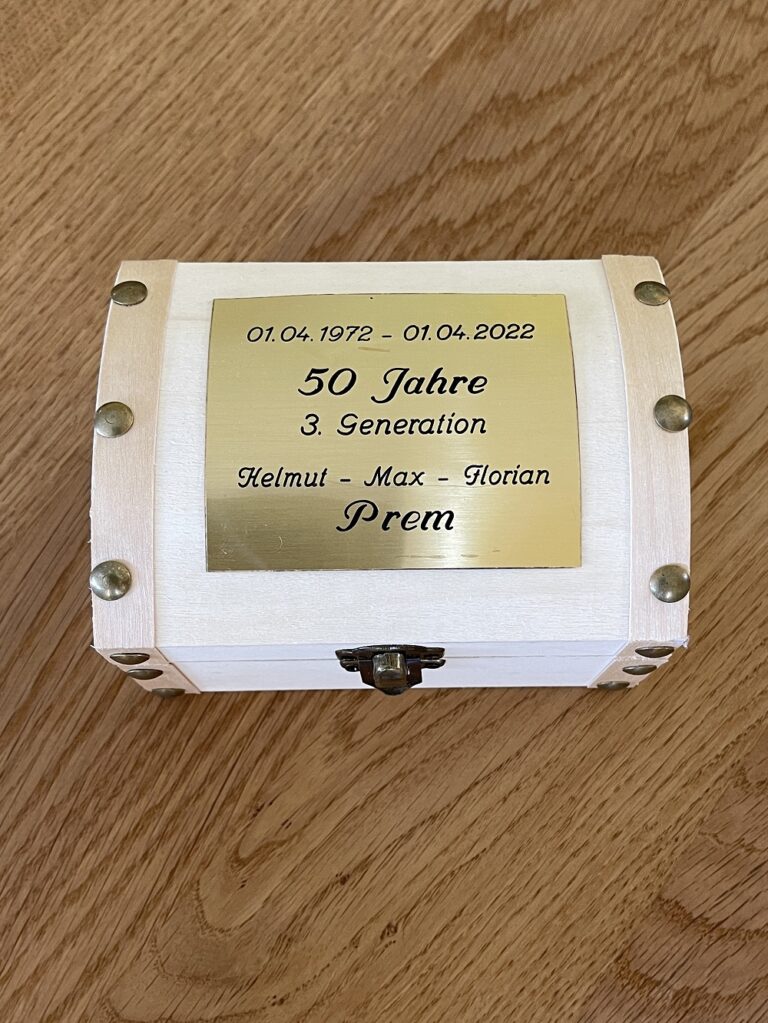 01.04.1972 - 01.04.2022
50 Jahre
3. Generation
Helmut - Max - Florian
Prem